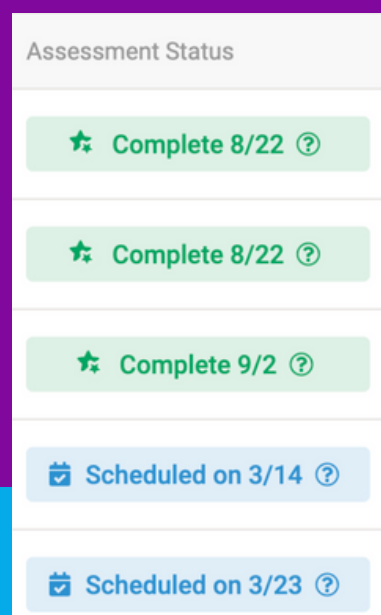 Assessment Status
Complete 8/22
Complete 8/22
Complete 9/2
Scheduled on 3/14
Scheduled on 3/23